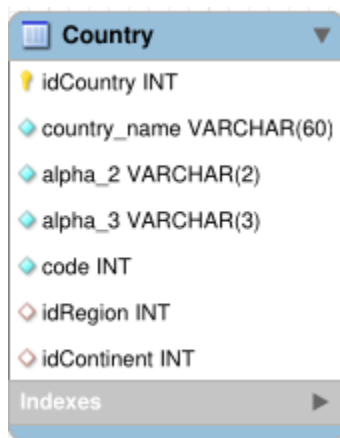 Country
idCountry INT
country_name VARCHAR(60)
alpha_2 VARCHAR(2)
alpha_3 VARCHAR(3)
code INT
idRegion INT
idContinent INT
Indexes